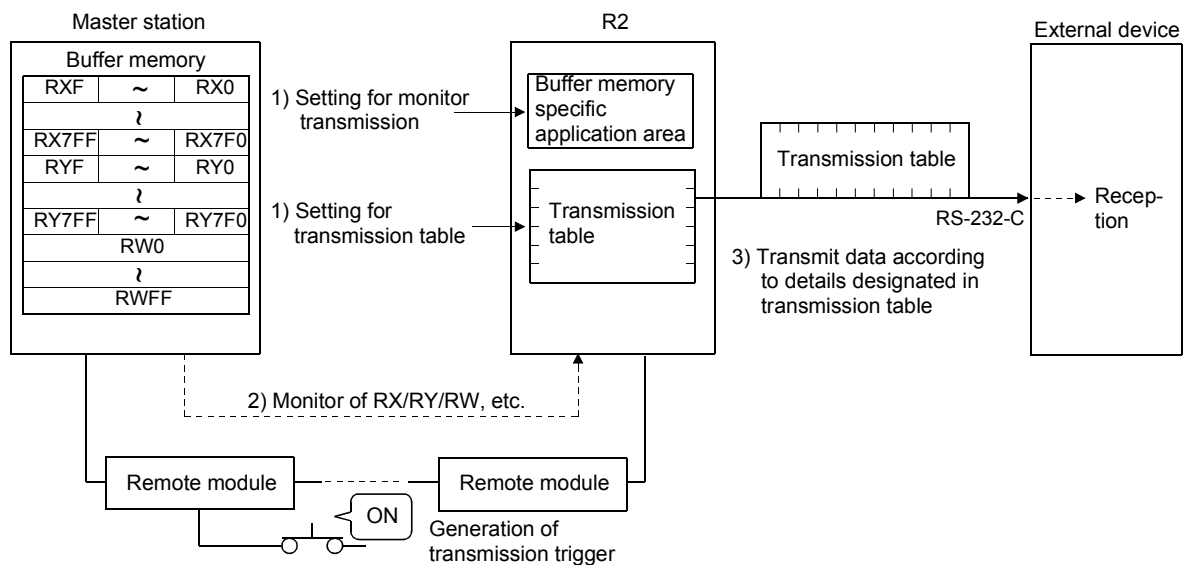 Master station
R2
External device
Buffer memory
RXF ~ RX0
~
RX7FF ~ RX7F0
RYF ~ RY0
~
RY7FF ~ RY7F0
RW0
~
RWFF
1) Setting for monitor
transmission
1) Setting for
transmission table
Buffer memory
specific
application area
Transmission
table
Transmission table
RS-232-C
Recep-
tion
3) Transmit data according
to details designated in
transmission table
2) Monitor of RX/RY/RW, etc.
Remote module
Remote module
ON
Generation of
transmission trigger